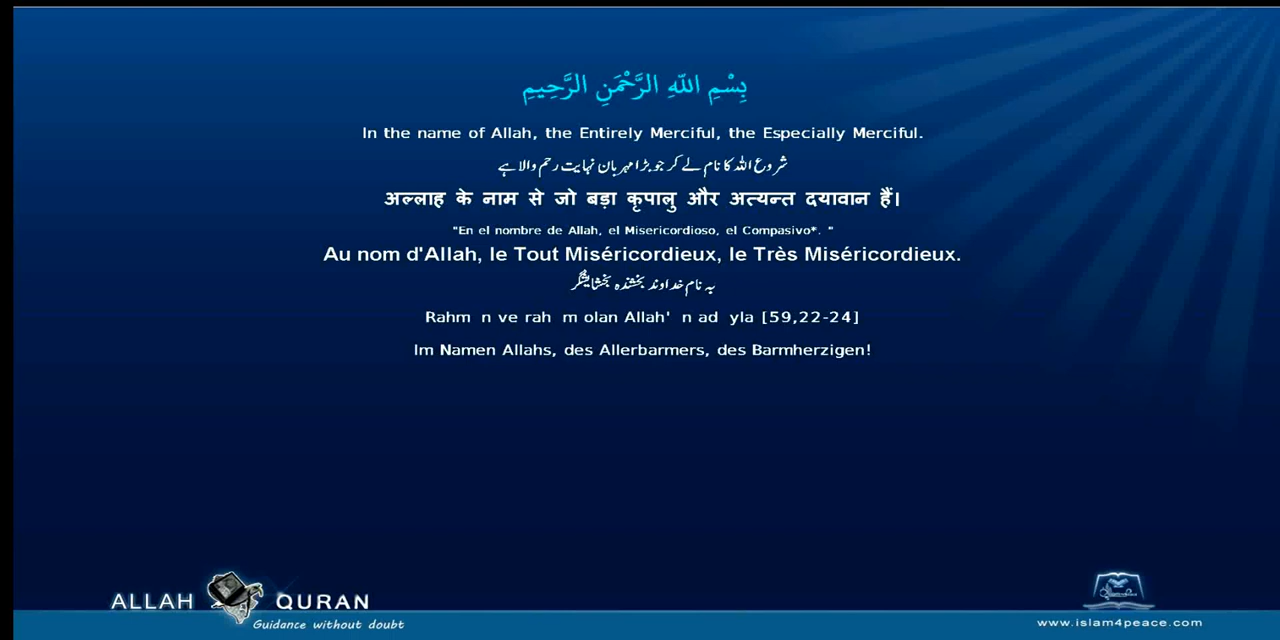 بِسْمِ اللّٰهِ الرَّحْمَنِ الرَّحِيمِ
In the name of Allah, the Entirely Merciful, the Especially Merciful.
شروع الله کا نام لے کر جو بڑا مہربان نہایت رحم والا ہے
अल्लाह के नाम से जो बड़ा कृपालु और अत्यन्त दयावान हैं।
"En el nombre de Allah, el Misericordioso, el Compasivo*. "
Au nom d'Allah, le Tout Miséricordieux, le Très Miséricordieux.
به نام خداوند بخشنده بخشایشگر
Rahm n ve rah m olan Allah' n ad yla [59,22-24]
Im Namen Allahs, des Allerbarmers, des Barmherzigen!
ALLAH QURAN
Guidance without doubt
www.islam4peace.com